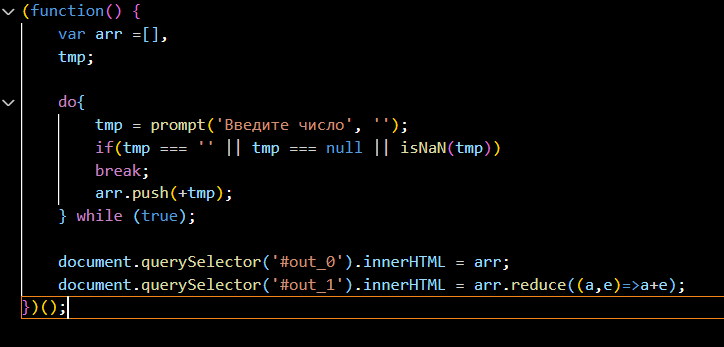 (function() {
var arr =[],
tmp;
do{
tmp = prompt('Введите число', '');
if(tmp === '' || tmp === null || isNaN(tmp))
break;
arr.push(+tmp);
} while (true);
document.querySelector('#out_0').innerHTML = arr;
document.querySelector('#out_1').innerHTML = arr.reduce((a,e)=>a+e);
})();